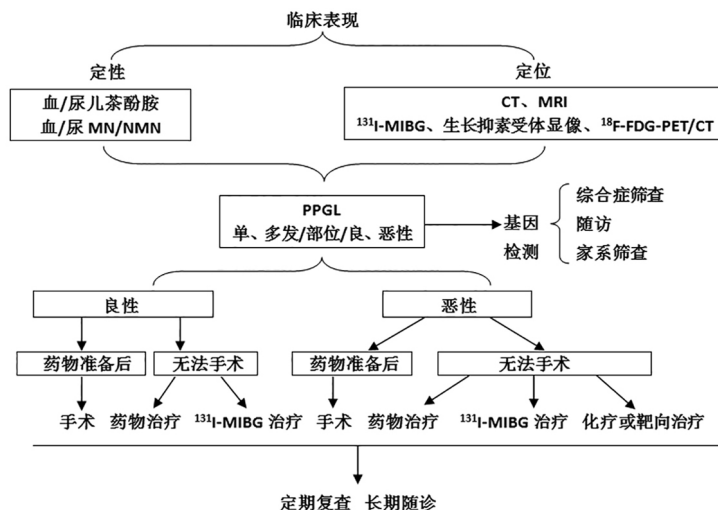 临床表现
定性
定位
血/尿儿茶酚胺
血/尿 MN/NMN
CT、MRI
¹³¹I-MIBG、生长抑素受体显像、¹⁸F-FDG-PET/CT
PPGL
单、多发/部位/良、恶性
基因
检测
综合症筛查
随访
家系筛查
良性
恶性
药物准备后
无法手术
药物准备后
无法手术
手术
药物治疗
¹³¹I-MIBG 治疗
手术
药物治疗
¹³¹I-MIBG 治疗
化疗或靶向治疗
定期复查 长期随诊